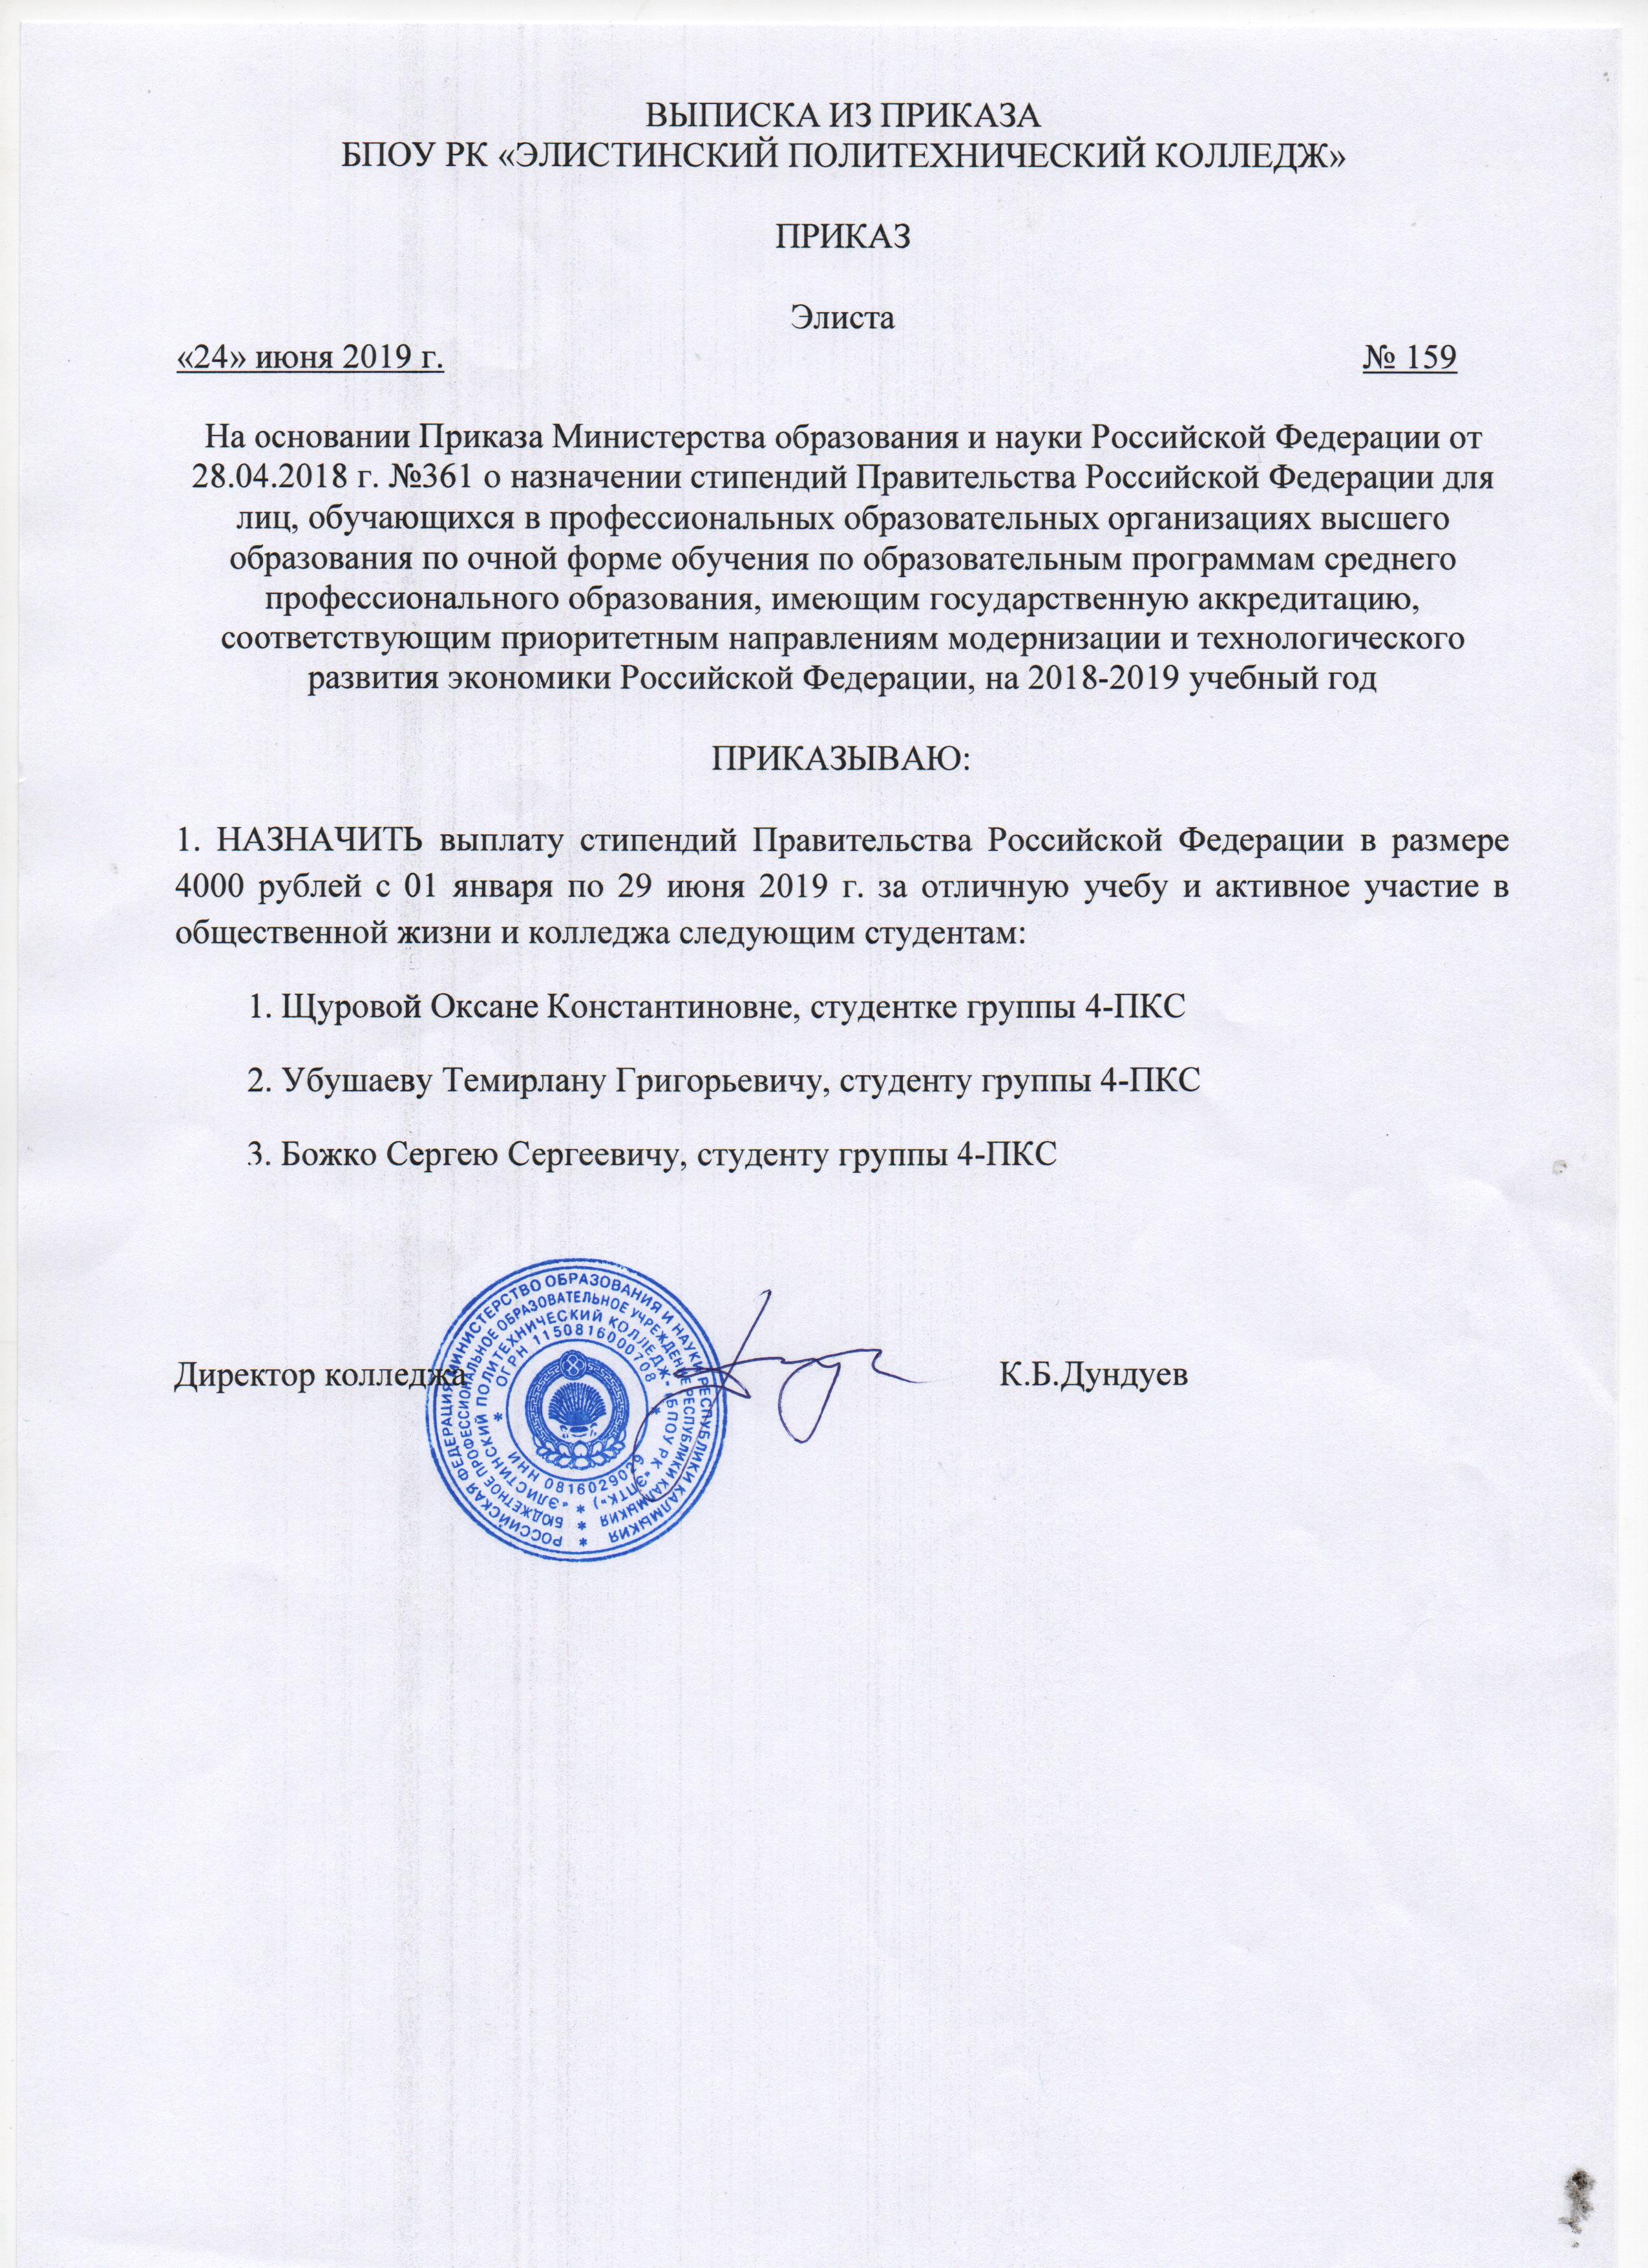 ВЫПИСКА ИЗ ПРИКАЗА
БПОУ РК «ЭЛИСТИНСКИЙ ПОЛИТЕХНИЧЕСКИЙ КОЛЛЕДЖ»
ПРИКАЗ
Элиста
«24» июня 2019 г. № 159
На основании Приказа Министерства образования и науки Российской Федерации от
28.04.2018 г. №361 о назначении стипендий Правительства Российской Федерации для
лиц, обучающихся в профессиональных образовательных организациях высшего
образования по очной форме обучения по образовательным программам среднего
профессионального образования, имеющим государственную аккредитацию,
соответствующим приоритетным направлениям модернизации и технологического
развития экономики Российской Федерации, на 2018-2019 учебный год
ПРИКАЗЫВАЮ:
1. НАЗНАЧИТЬ выплату стипендий Правительства Российской Федерации в размере
4000 рублей с 01 января по 29 июня 2019 г. за отличную учебу и активное участие в
общественной жизни и колледжа следующим студентам:
1. Щуровой Оксане Константиновне, студентке группы 4-ПКС
2. Убушаеву Темирлану Григорьевичу, студенту группы 4-ПКС
3. Божко Сергею Сергеевичу, студенту группы 4-ПКС
Директор колледжа К.Б.Дундуев
РОССИЙСКАЯ ФЕДЕРАЦИЯ МИНИСТЕРСТВО ОБРАЗОВАНИЯ И НАУКИ РЕСПУБЛИКИ КАЛМЫКИЯ
БЮДЖЕТНОЕ ПРОФЕССИОНАЛЬНОЕ ОБРАЗОВАТЕЛЬНОЕ УЧРЕЖДЕНИЕ РЕСПУБЛИКИ КАЛМЫКИЯ
«ЭЛИСТИНСКИЙ ПОЛИТЕХНИЧЕСКИЙ КОЛЛЕДЖ» (БПОУ РК «ЭПТК»)
ОГРН 1150816000708
ИНН 0816029029